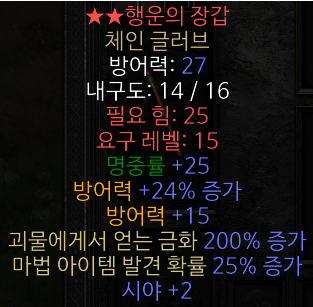 ★★행운의 장갑
체인 글러브
방어력: 27
내구도: 14 / 16
필요 힘: 25
요구 레벨: 15
명중률 +25
방어력 +24% 증가
방어력 +15
괴물에게서 얻는 금화 200% 증가
마법 아이템 발견 확률 25% 증가
시야 +2